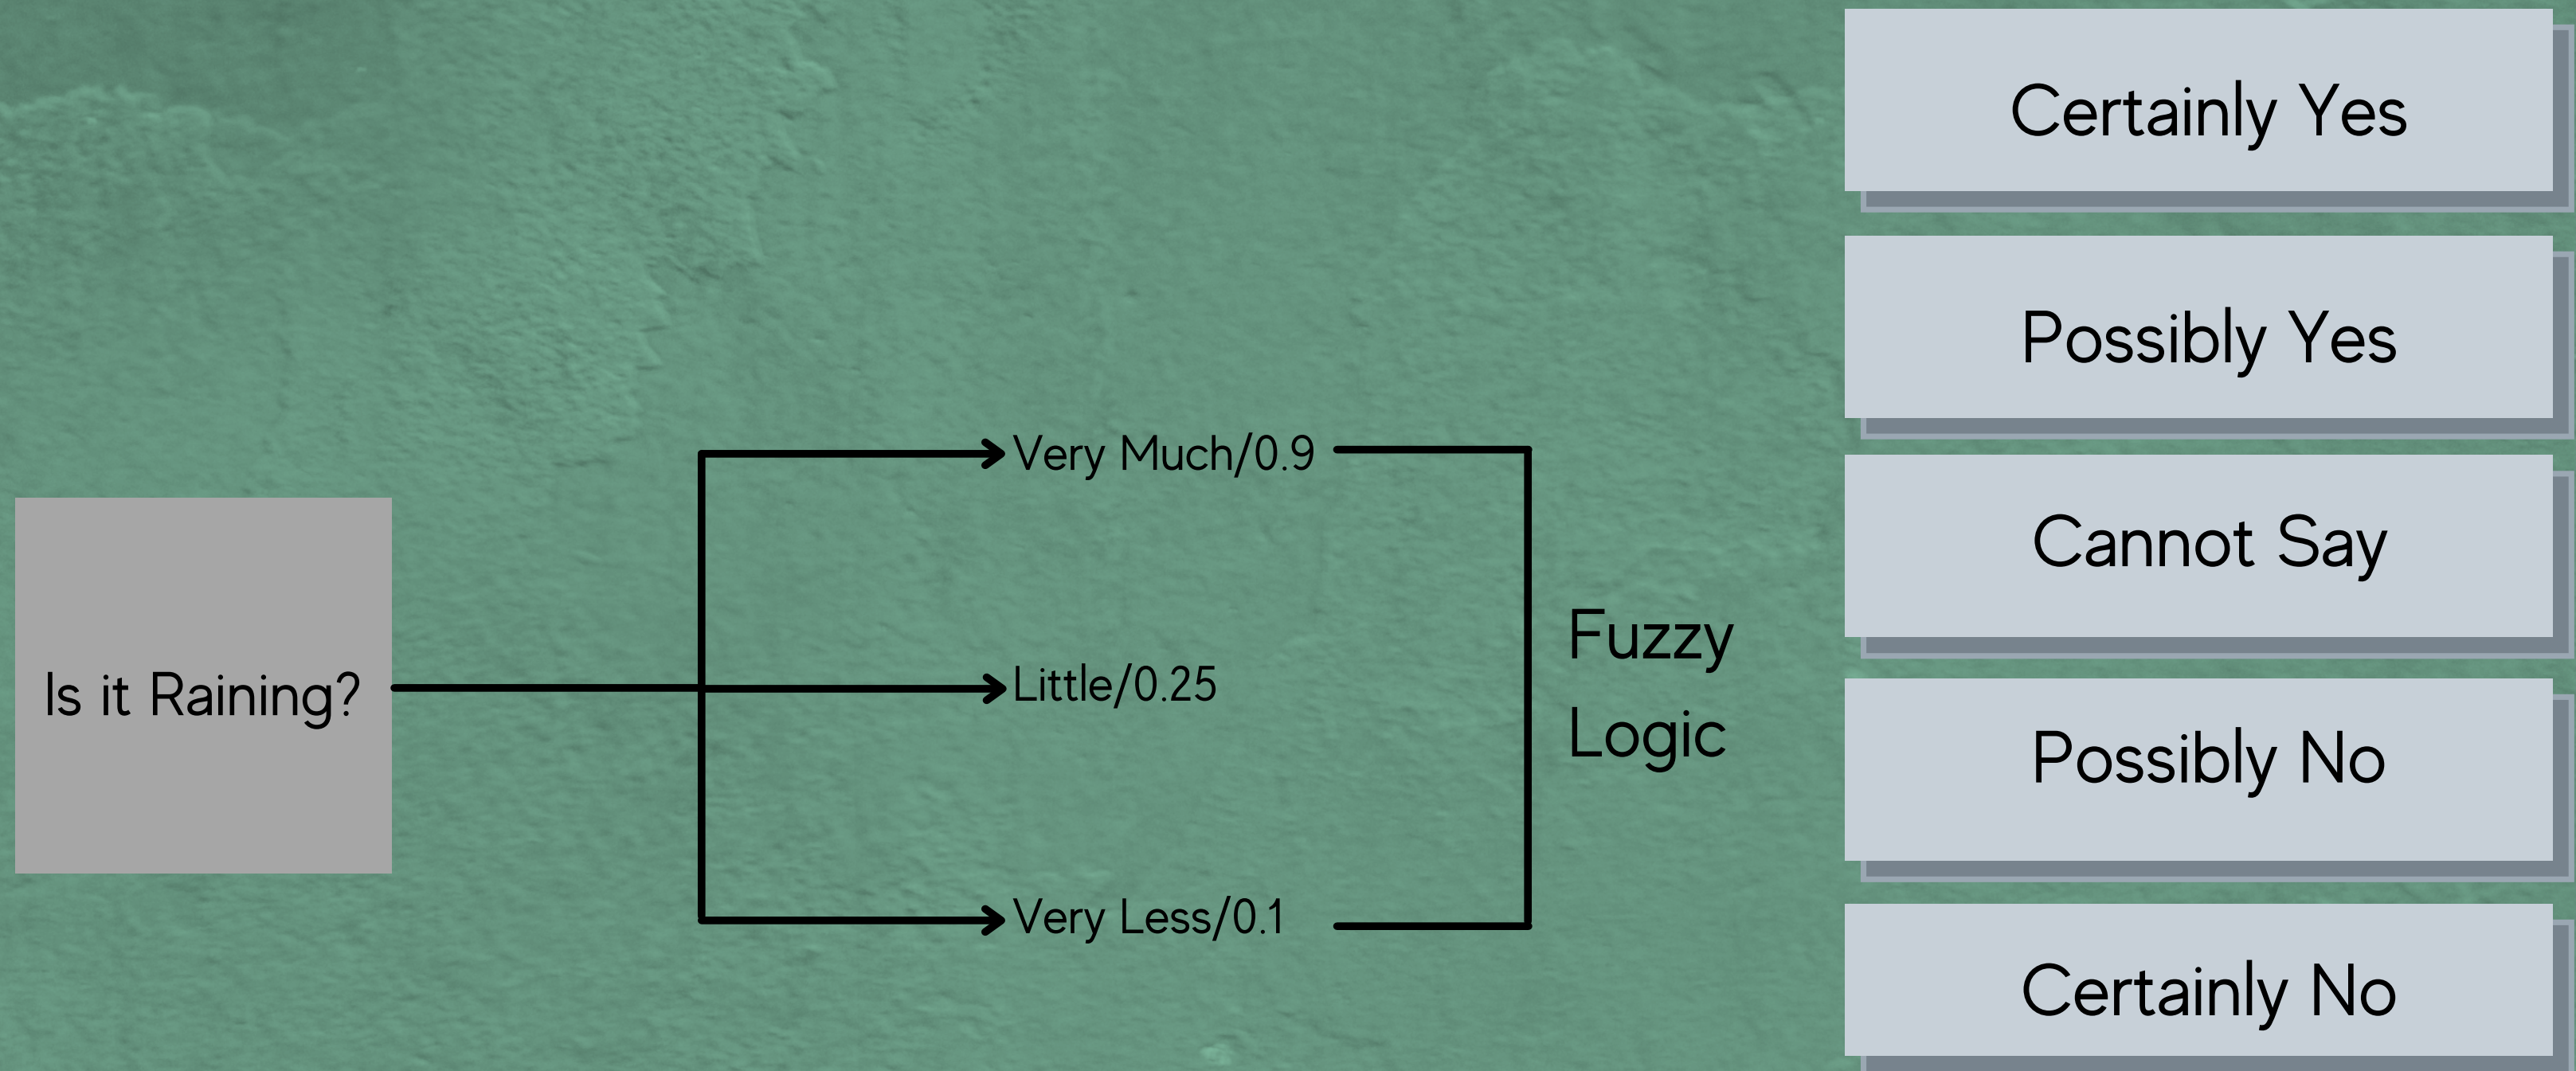 Is it Raining?
Very Much/0.9
Little/0.25
Very Less/0.1
Fuzzy
Logic
Certainly Yes
Possibly Yes
Cannot Say
Possibly No
Certainly No